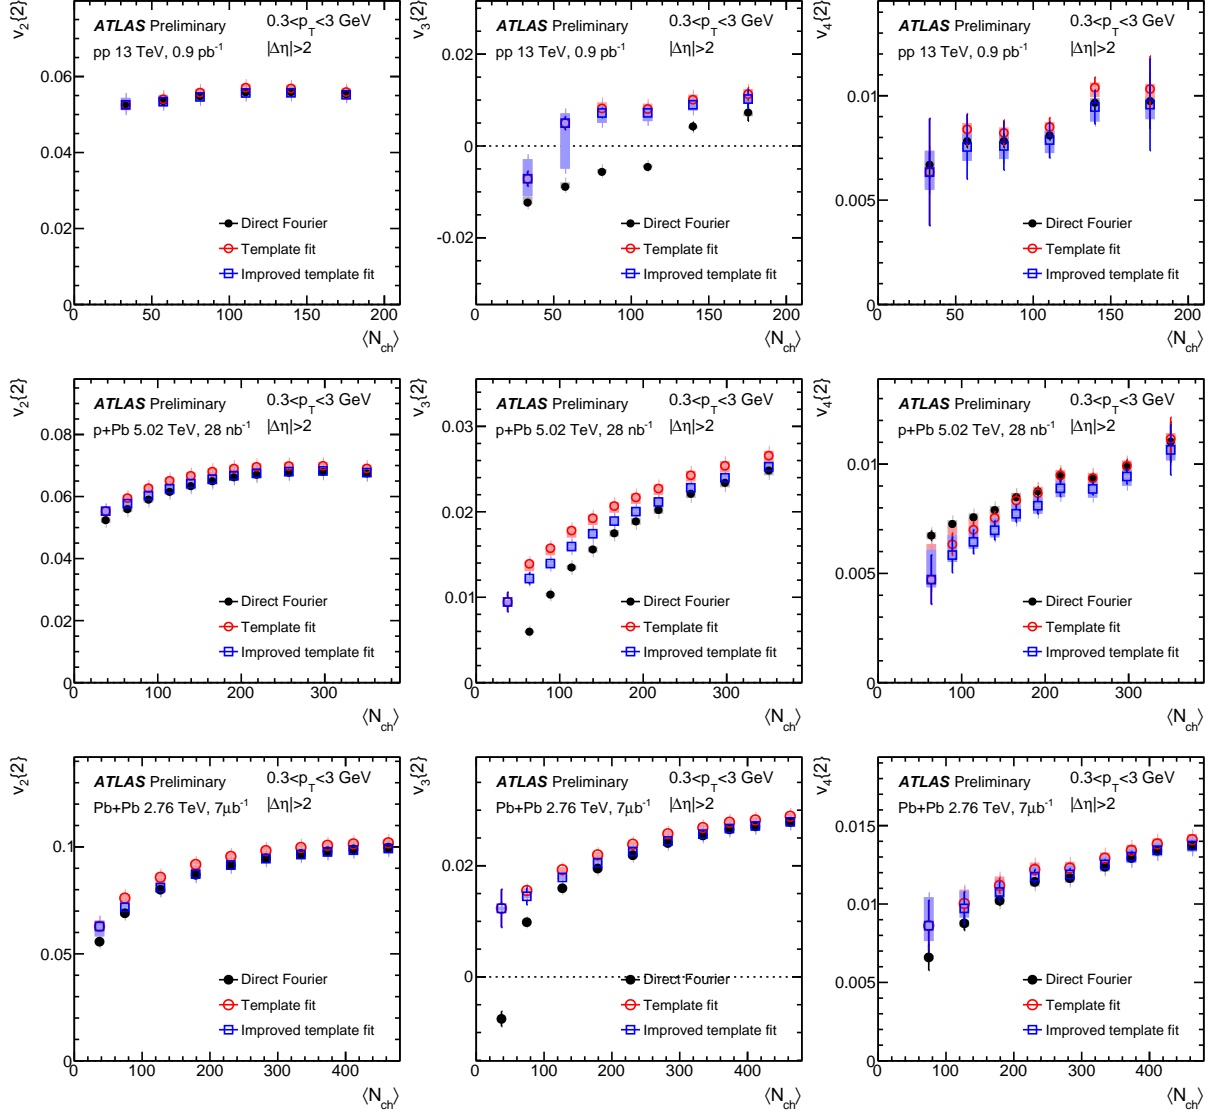 v2{2}
ATLAS Preliminary
0.3<pT<3 GeV
pp 13 TeV, 0.9 pb-1
|Δη|>2
0.06
0.04
0.02
0
Direct Fourier
Template fit
Improved template fit
0 50 100 150 200
⟨Nch⟩
v3{2}
ATLAS Preliminary
0.3<pT<3 GeV
pp 13 TeV, 0.9 pb-1
|Δη|>2
0.02
0
-0.02
Direct Fourier
Template fit
Improved template fit
0 50 100 150 200
⟨Nch⟩
v4{2}
ATLAS Preliminary
0.3<pT<3 GeV
pp 13 TeV, 0.9 pb-1
|Δη|>2
0.01
0.005
0
Direct Fourier
Template fit
Improved template fit
0 50 100 150 200
⟨Nch⟩
v2{2}
ATLAS Preliminary
0.3<pT<3 GeV
p+Pb 5.02 TeV, 28 nb-1
|Δη|>2
0.08
0.06
0.04
0.02
0
Direct Fourier
Template fit
Improved template fit
0 100 200 300
⟨Nch⟩
v3{2}
ATLAS Preliminary
0.3<pT<3 GeV
p+Pb 5.02 TeV, 28 nb-1
|Δη|>2
0.03
0.02
0.01
0
Direct Fourier
Template fit
Improved template fit
0 100 200 300
⟨Nch⟩
v4{2}
ATLAS Preliminary
0.3<pT<3 GeV
p+Pb 5.02 TeV, 28 nb-1
|Δη|>2
0.01
0.005
0
Direct Fourier
Template fit
Improved template fit
0 100 200 300
⟨Nch⟩
v2{2}
ATLAS Preliminary
0.3<pT<3 GeV
Pb+Pb 2.76 TeV, 7μb-1
|Δη|>2
0.1
0.05
0
Direct Fourier
Template fit
Improved template fit
0 100 200 300 400
⟨Nch⟩
v3{2}
ATLAS Preliminary
0.3<pT<3 GeV
Pb+Pb 2.76 TeV, 7μb-1
|Δη|>2
0.02
0
Direct Fourier
Template fit
Improved template fit
0 100 200 300 400
⟨Nch⟩
v4{2}
ATLAS Preliminary
0.3<pT<3 GeV
Pb+Pb 2.76 TeV, 7μb-1
|Δη|>2
0.015
0.01
0.005
0
Direct Fourier
Template fit
Improved template fit
0 100 200 300 400
⟨Nch⟩